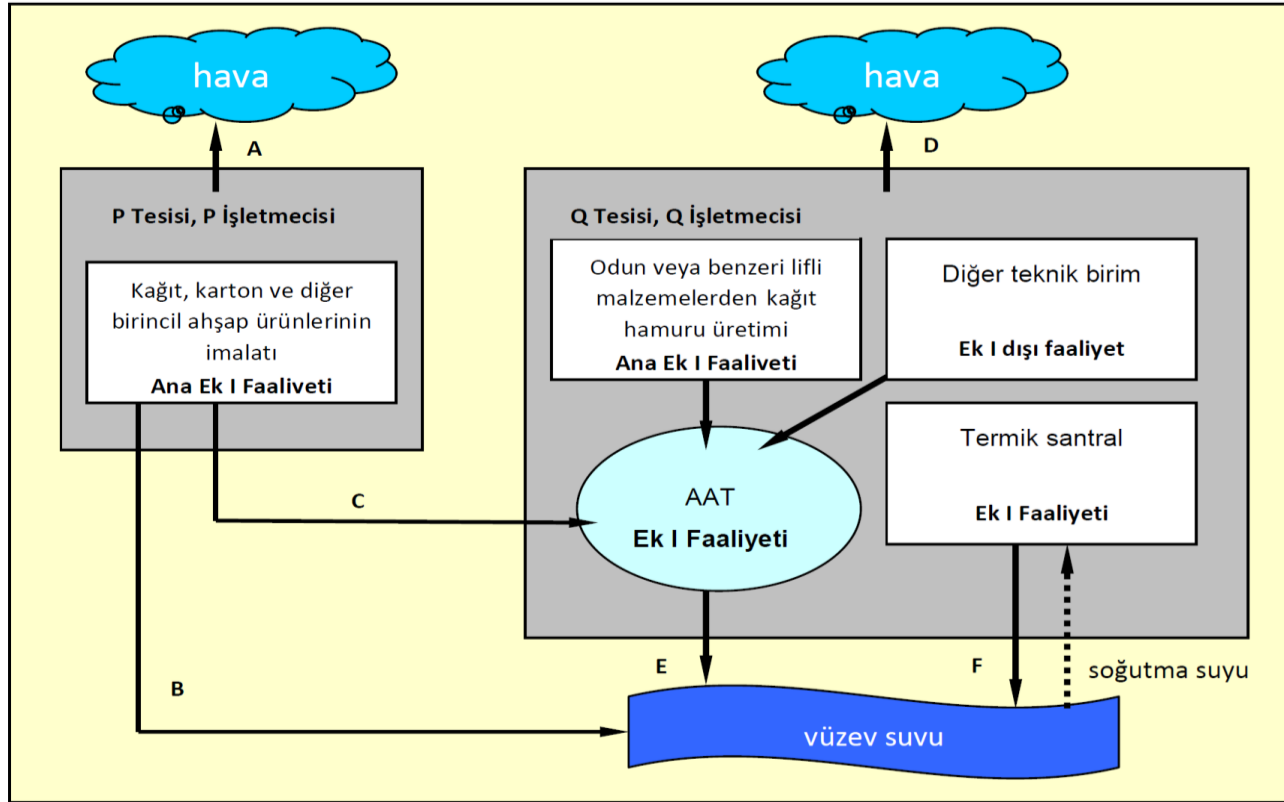 hava
hava
A
D
P Tesisi, P İşletmecisi
Kağıt, karton ve diğer
birincil ahşap ürünlerinin
imalatı
Ana Ek I Faaliveti
Q Tesisi, Q İşletmecisi
Odun veya benzeri lifli
malzemelerden kağıt
hamuru üretimi
Ana Ek I Faaliveti
Diğer teknik birim
Ek I dışı faaliyet
Termik santral
Ek I Faaliyeti
AAT
Ek I Faaliyeti
C
B
E
F
soğutma suyu
vüzev suvu